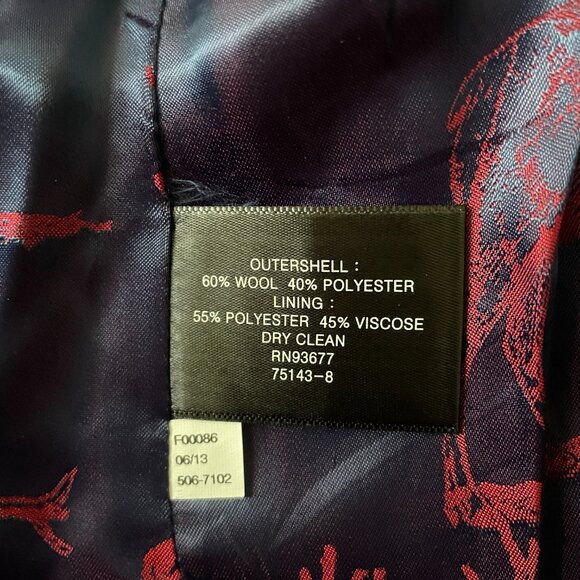 OUTERSHELL :
60% WOOL 40% POLYESTER
LINING :
55% POLYESTER 45% VISCOSE
DRY CLEAN
RN93677
75143-8
F00086
06/13
506-7102